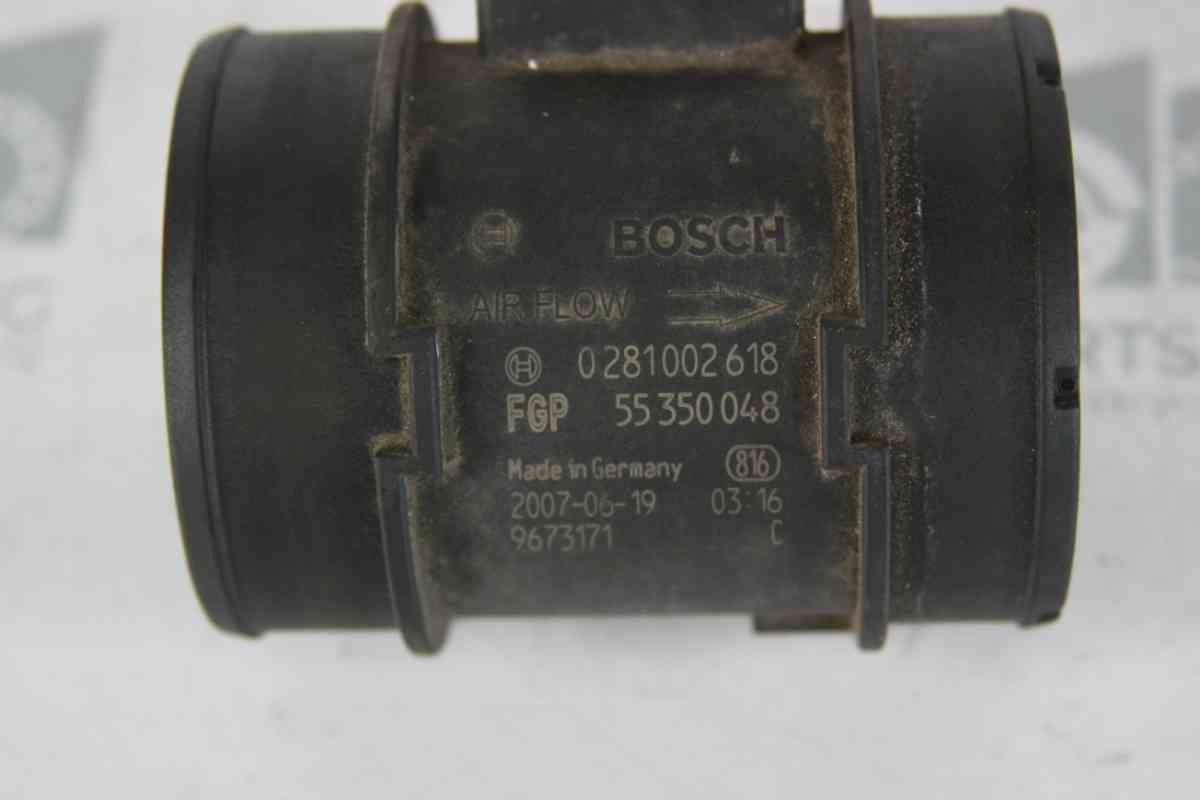 BOSCH
AIR FLOW
0 281 002 618
FGP 55 350 048
Made in Germany 816
2007-06-19 03:16
9673171 C